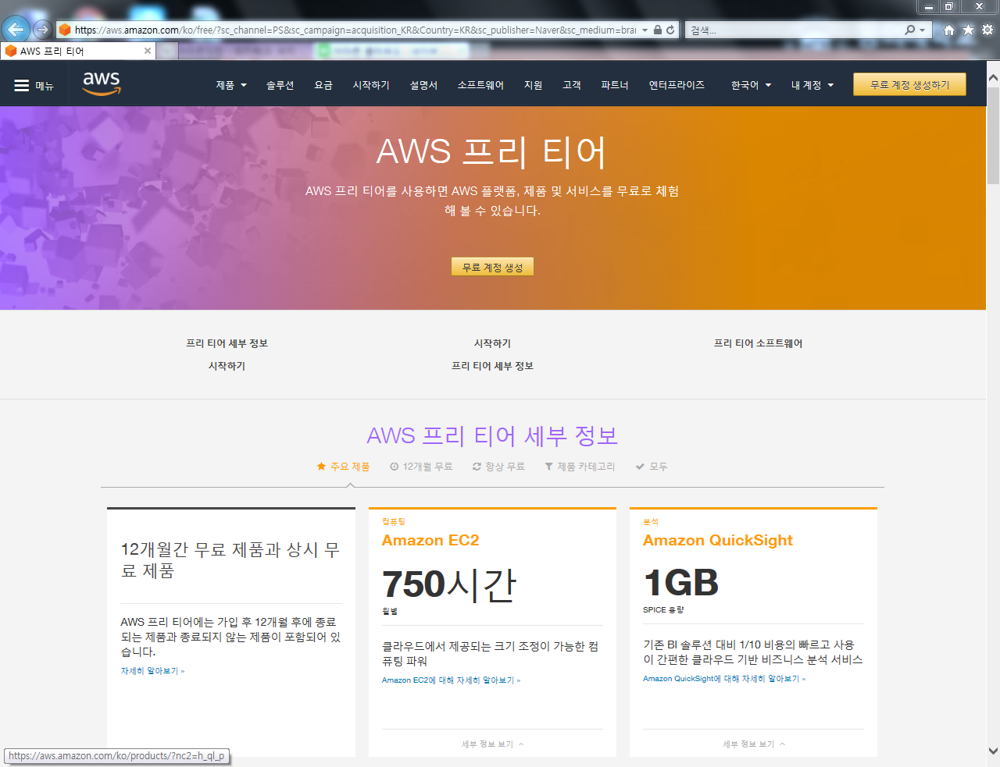 https://aws.amazon.com/ko/free/?sc_channel=PS&sc_campaign=acquisition_KR&Country=KR&sc_publisher=Naver&sc_medium=brar
검색...
AWS 프리 티어
메뉴
aws
제품 솔루션 요금 시작하기 설명서 소프트웨어 지원 고객 파트너 엔터프라이즈 한국어 내 계정 무료 계정 생성하기
AWS 프리 티어
AWS 프리 티어를 사용하면 AWS 플랫폼, 제품 및 서비스를 무료로 체험
해 볼 수 있습니다.
무료 계정 생성
프리 티어 세부 정보 시작하기 프리 티어 소프트웨어
시작하기 프리 티어 세부 정보
AWS 프리 티어 세부 정보
주요 제품 12개월 무료 항상 무료 제품 카테고리 모두
12개월간 무료 제품과 상시 무
료 제품
AWS 프리 티어에는 가입 후 12개월 후에 종료
되는 제품과 종료되지 않는 제품이 포함되어 있
습니다.
자세히 알아보기 »
컴퓨팅
Amazon EC2
750시간
월별
클라우드에서 제공되는 크기 조정이 가능한 컴
퓨팅 파워
Amazon EC2에 대해 자세히 알아보기 »
세부 정보 보기
분석
Amazon QuickSight
1GB
SPICE 용량
기존 BI 솔루션 대비 1/10 비용의 빠르고 사용
이 간편한 클라우드 기반 비즈니스 분석 서비스
Amazon QuickSight에 대해 자세히 알아보기 »
세부 정보 보기
https://aws.amazon.com/ko/products/?nc2=h_ql_p